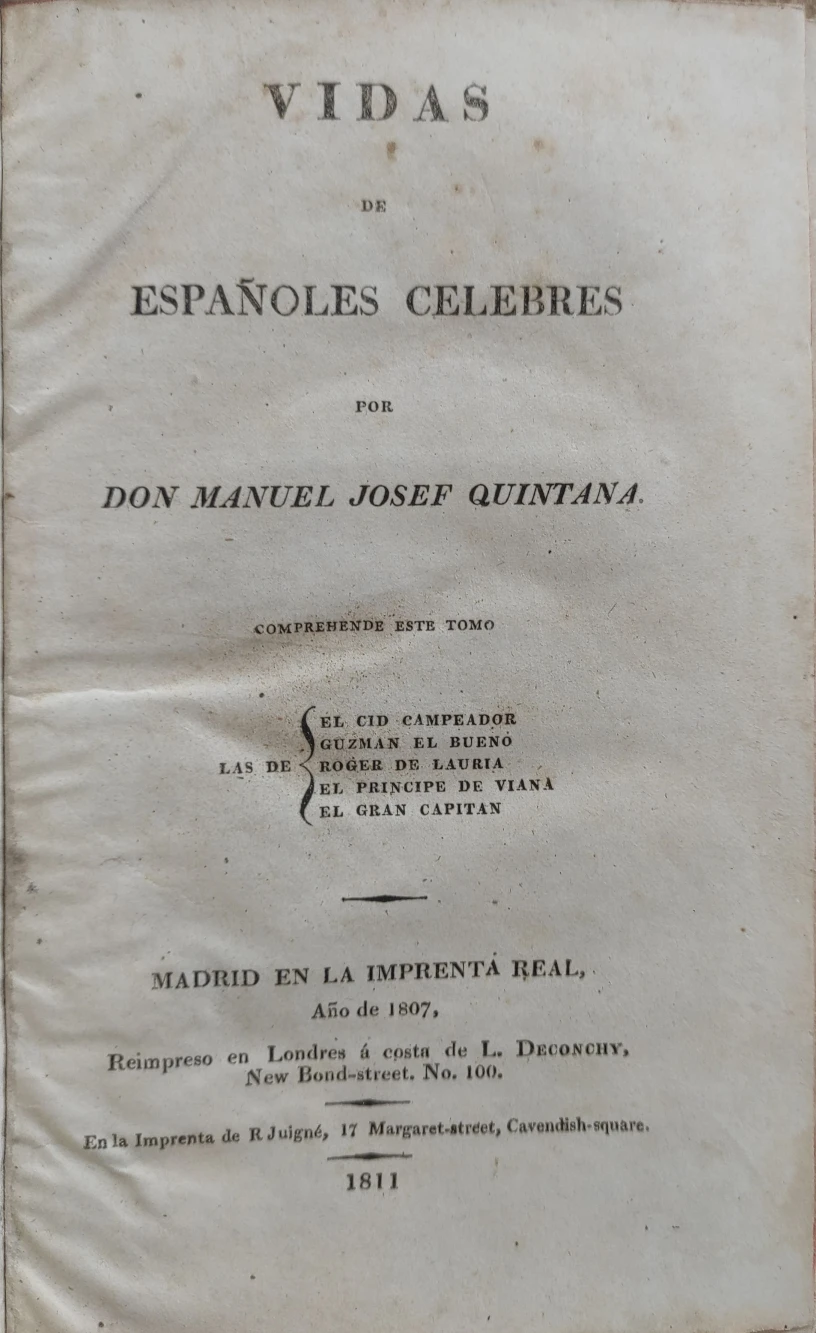 VIDAS
DE
ESPAÑOLES CELEBRES
POR
DON MANUEL JOSEF QUINTANA.
COMPREHENDE ESTE TOMO
EL CID CAMPEADOR
GUZMAN EL BUENO
LAS DE ROGER DE LAURIA
EL PRINCIPE DE VIANA
EL GRAN CAPITAN
MADRID EN LA IMPRENTA REAL,
Año de 1807,
Reimpreso en Londres á costa de L. DECONCHY,
New Bond-street. No. 100.
En la Imprenta de R Juigné, 17 Margaret-street, Cavendish-square.
1811